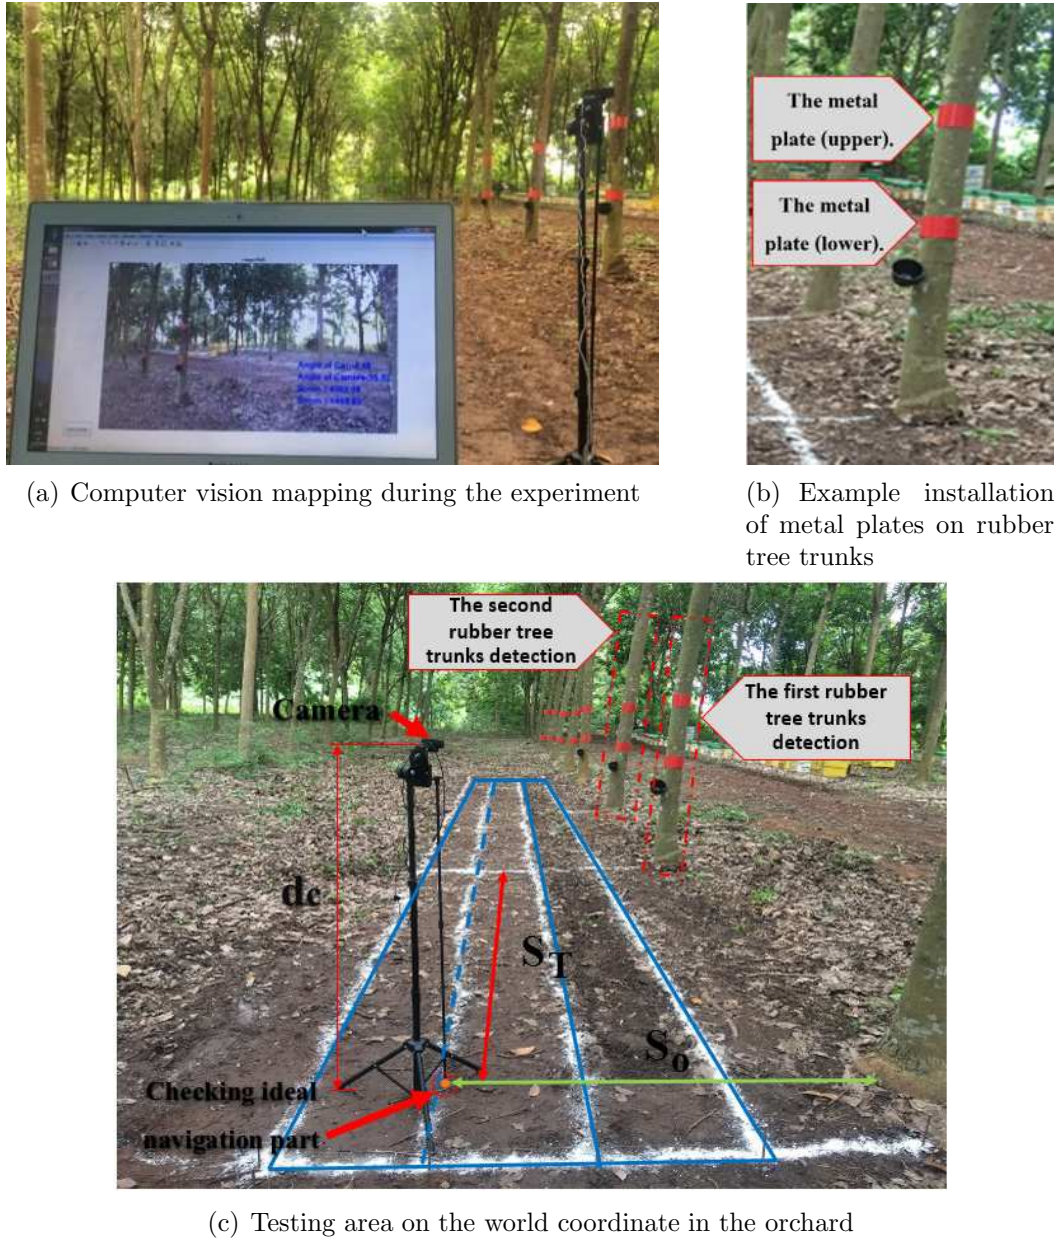 The metal
plate (upper).
The metal
plate (lower).
(a) Computer vision mapping during the experiment
(b) Example installation
of metal plates on rubber
tree trunks
The second
rubber tree
trunks detection
The first rubber
tree trunks
detection
Camera
dc
S_T
S_o
Checking ideal
navigation part
(c) Testing area on the world coordinate in the orchard